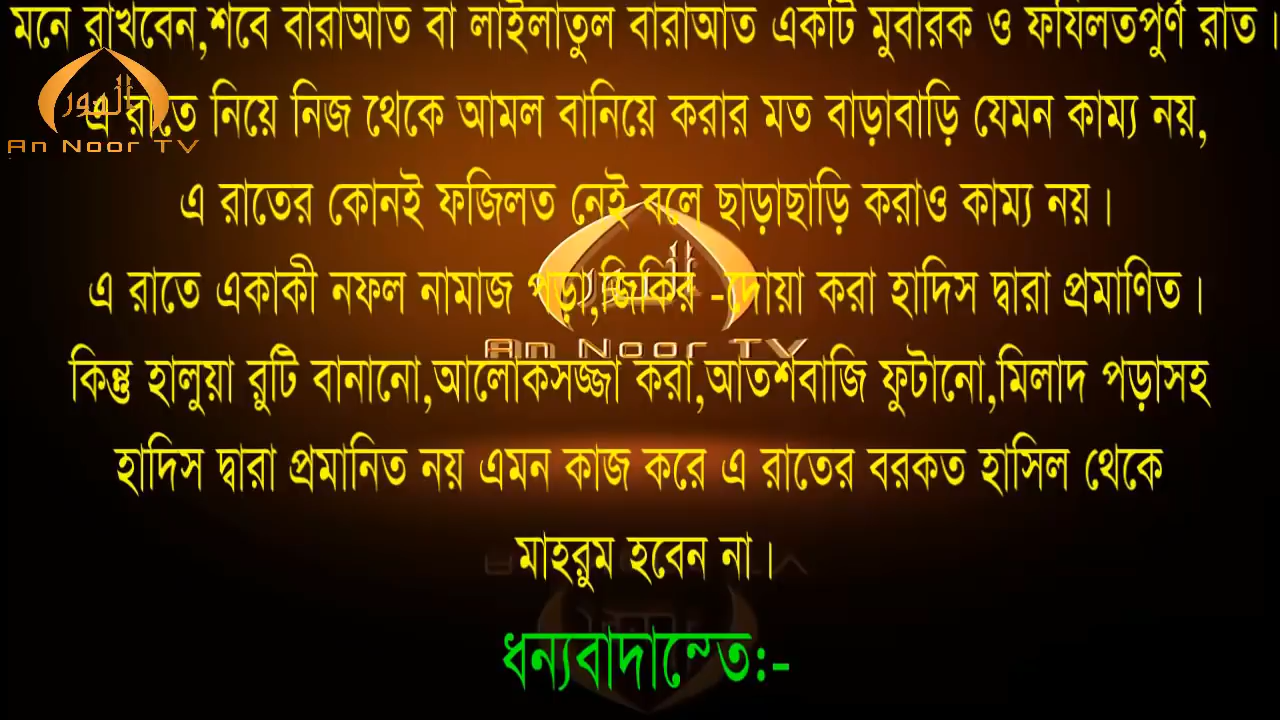 মনে রাখবেন,শবে বারাআত বা লাইলাতুল বারাআত একটি মুবারক ও ফযিলতপুর্ণ রাত।
النور
An Noor TV
এ রাতে নিয়ে নিজ থেকে আমল বানিয়ে করার মত বাড়াবাড়ি যেমন কাম্য নয়,
এ রাতের কোনই ফজিলত নেই বলে ছাড়াছাড়ি করাও কাম্য নয়।
এ রাতে একাকী নফল নামাজ পড়া,জিকির -দোয়া করা হাদিস দ্বারা প্রমাণিত।
النور
An Noor TV
কিন্তু হালুয়া রুটি বানানো,আলোকসজ্জা করা,আতশবাজি ফুটানো,মিলাদ পড়াসহ
হাদিস দ্বারা প্রমানিত নয় এমন কাজ করে এ রাতের বরকত হাসিল থেকে
মাহরুম হবেন না।
ধন্যবাদান্তে:-